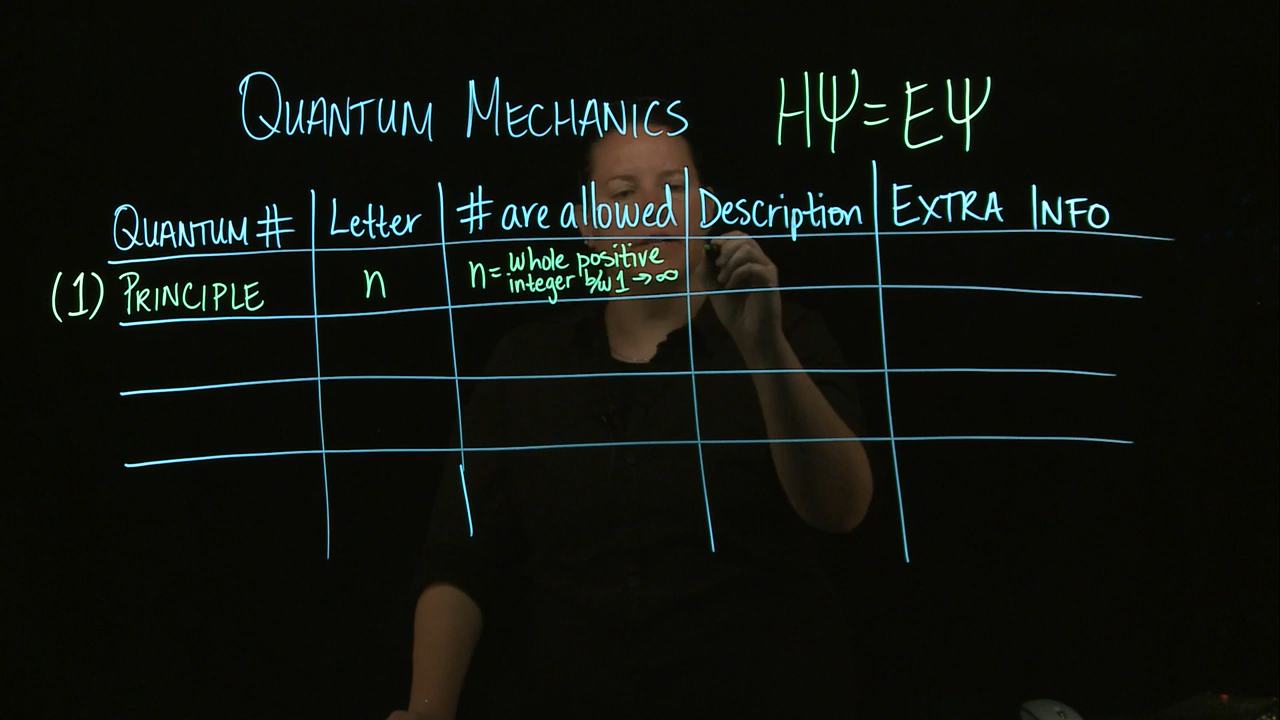 QUANTUM MECHANICS HΨ=EΨ
QUANTUM # Letter # are allowed Description EXTRA INFO
(1) PRINCIPLE n n= whole positive
integer b/w 1 → ∞